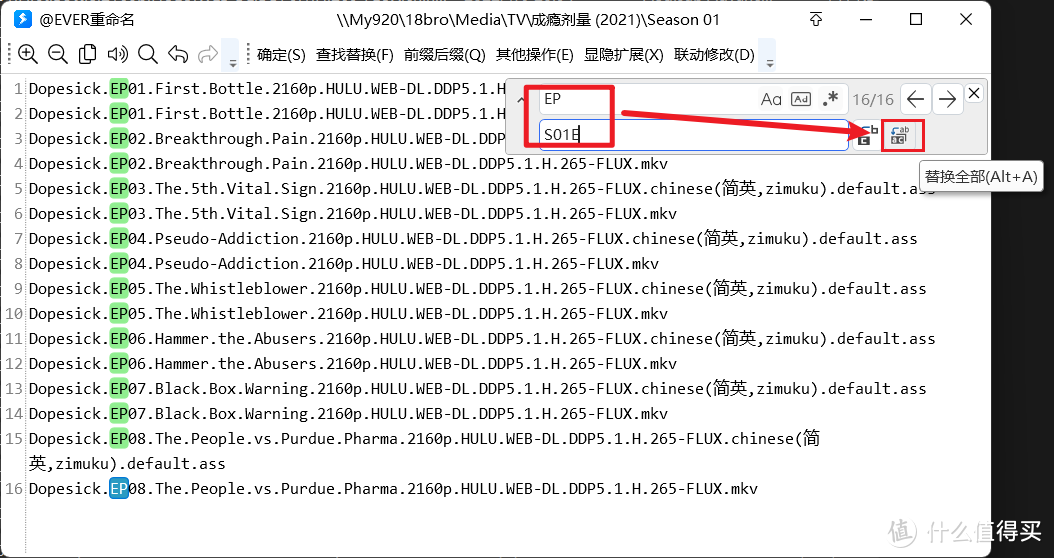 @EVER重命名 \\My920\18bro\Media\TV\成瘾剂量 (2021)\Season 01
确定(S) 查找替换(F) 前缀后缀(Q) 其他操作(E) 显隐扩展(X) 联动修改(D)
EP Aa Ad .* 16/16
S01E
替换全部(Alt+A)
1 Dopesick.EP01.First.Bottle.2160p.HULU.WEB-DL.DDP5.1.H
2 Dopesick.EP01.First.Bottle.2160p.HULU.WEB-DL.DDP5.1.H
3 Dopesick.EP02.Breakthrough.Pain.2160p.HULU.WEB-DL.DDP
4 Dopesick.EP02.Breakthrough.Pain.2160p.HULU.WEB-DL.DDP5.1.H.265-FLUX.mkv
5 Dopesick.EP03.The.5th.Vital.Sign.2160p.HULU.WEB-DL.DDP5.1.H.265-FLUX.chinese(简英,zimuku).default.ass
6 Dopesick.EP03.The.5th.Vital.Sign.2160p.HULU.WEB-DL.DDP5.1.H.265-FLUX.mkv
7 Dopesick.EP04.Pseudo-Addiction.2160p.HULU.WEB-DL.DDP5.1.H.265-FLUX.chinese(简英,zimuku).default.ass
8 Dopesick.EP04.Pseudo-Addiction.2160p.HULU.WEB-DL.DDP5.1.H.265-FLUX.mkv
9 Dopesick.EP05.The.Whistleblower.2160p.HULU.WEB-DL.DDP5.1.H.265-FLUX.chinese(简英,zimuku).default.ass
10 Dopesick.EP05.The.Whistleblower.2160p.HULU.WEB-DL.DDP5.1.H.265-FLUX.mkv
11 Dopesick.EP06.Hammer.the.Abusers.2160p.HULU.WEB-DL.DDP5.1.H.265-FLUX.chinese(简英,zimuku).default.ass
12 Dopesick.EP06.Hammer.the.Abusers.2160p.HULU.WEB-DL.DDP5.1.H.265-FLUX.mkv
13 Dopesick.EP07.Black.Box.Warning.2160p.HULU.WEB-DL.DDP5.1.H.265-FLUX.chinese(简英,zimuku).default.ass
14 Dopesick.EP07.Black.Box.Warning.2160p.HULU.WEB-DL.DDP5.1.H.265-FLUX.mkv
15 Dopesick.EP08.The.People.vs.Purdue.Pharma.2160p.HULU.WEB-DL.DDP5.1.H.265-FLUX.chinese(简
英,zimuku).default.ass
16 Dopesick.EP08.The.People.vs.Purdue.Pharma.2160p.HULU.WEB-DL.DDP5.1.H.265-FLUX.mkv
值 什么值得买